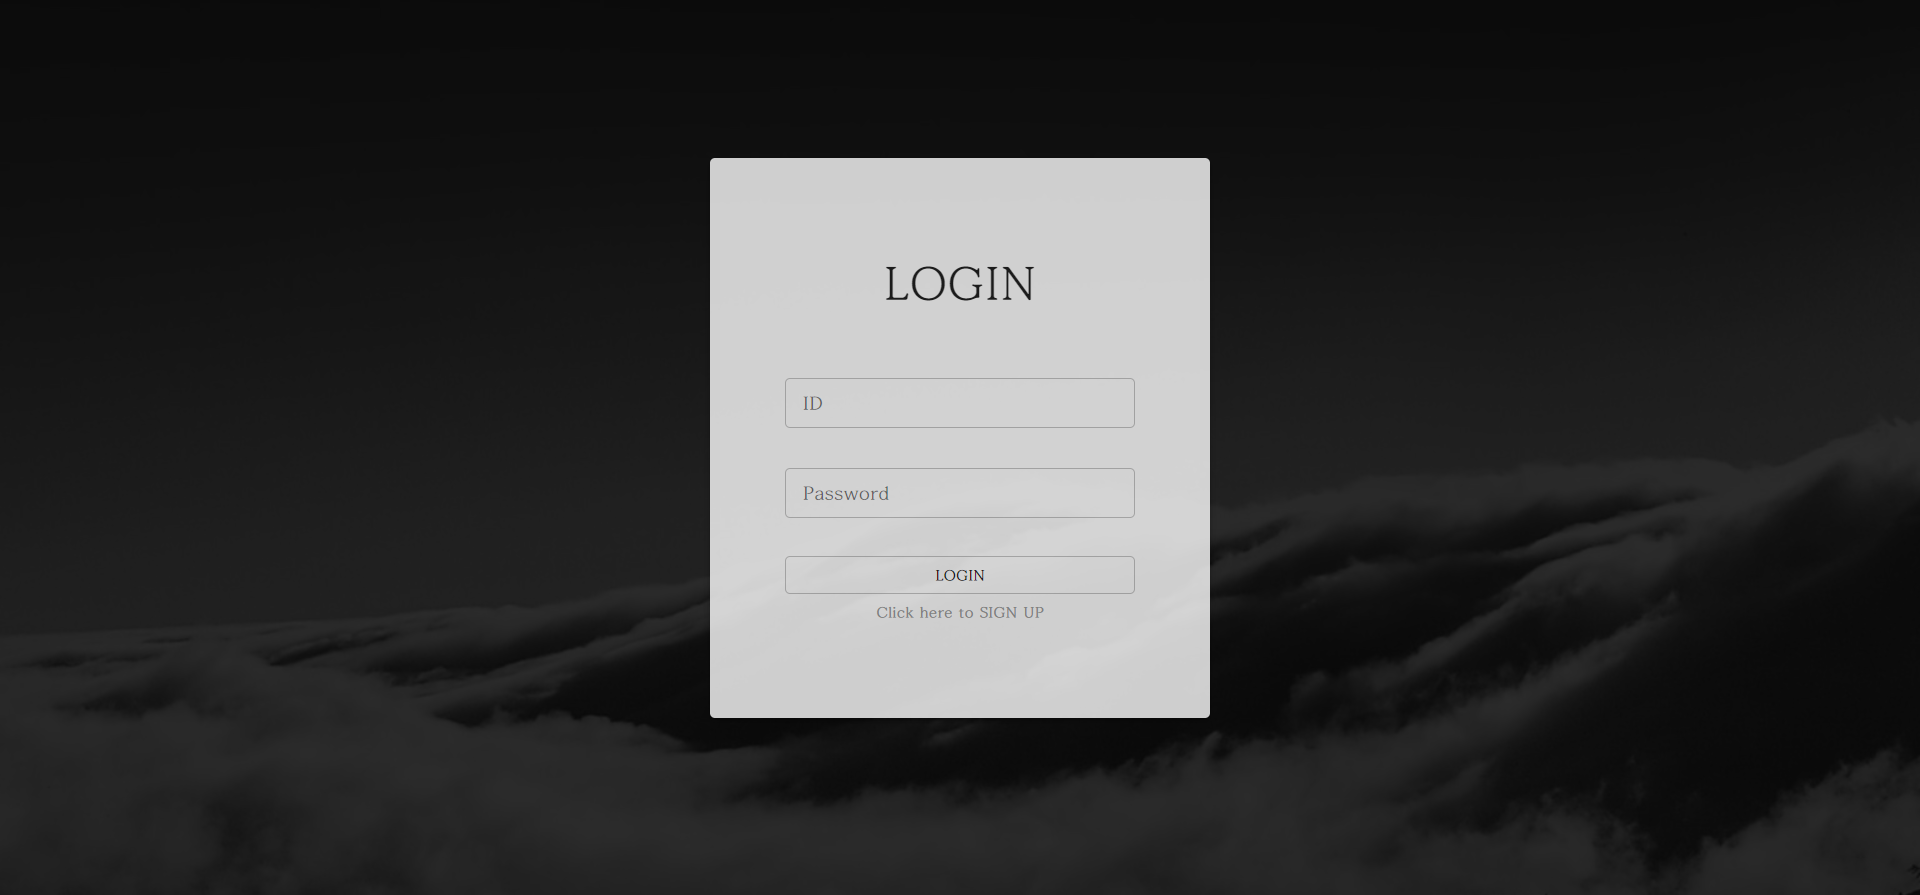 LOGIN
ID
Password
LOGIN
Click here to SIGN UP